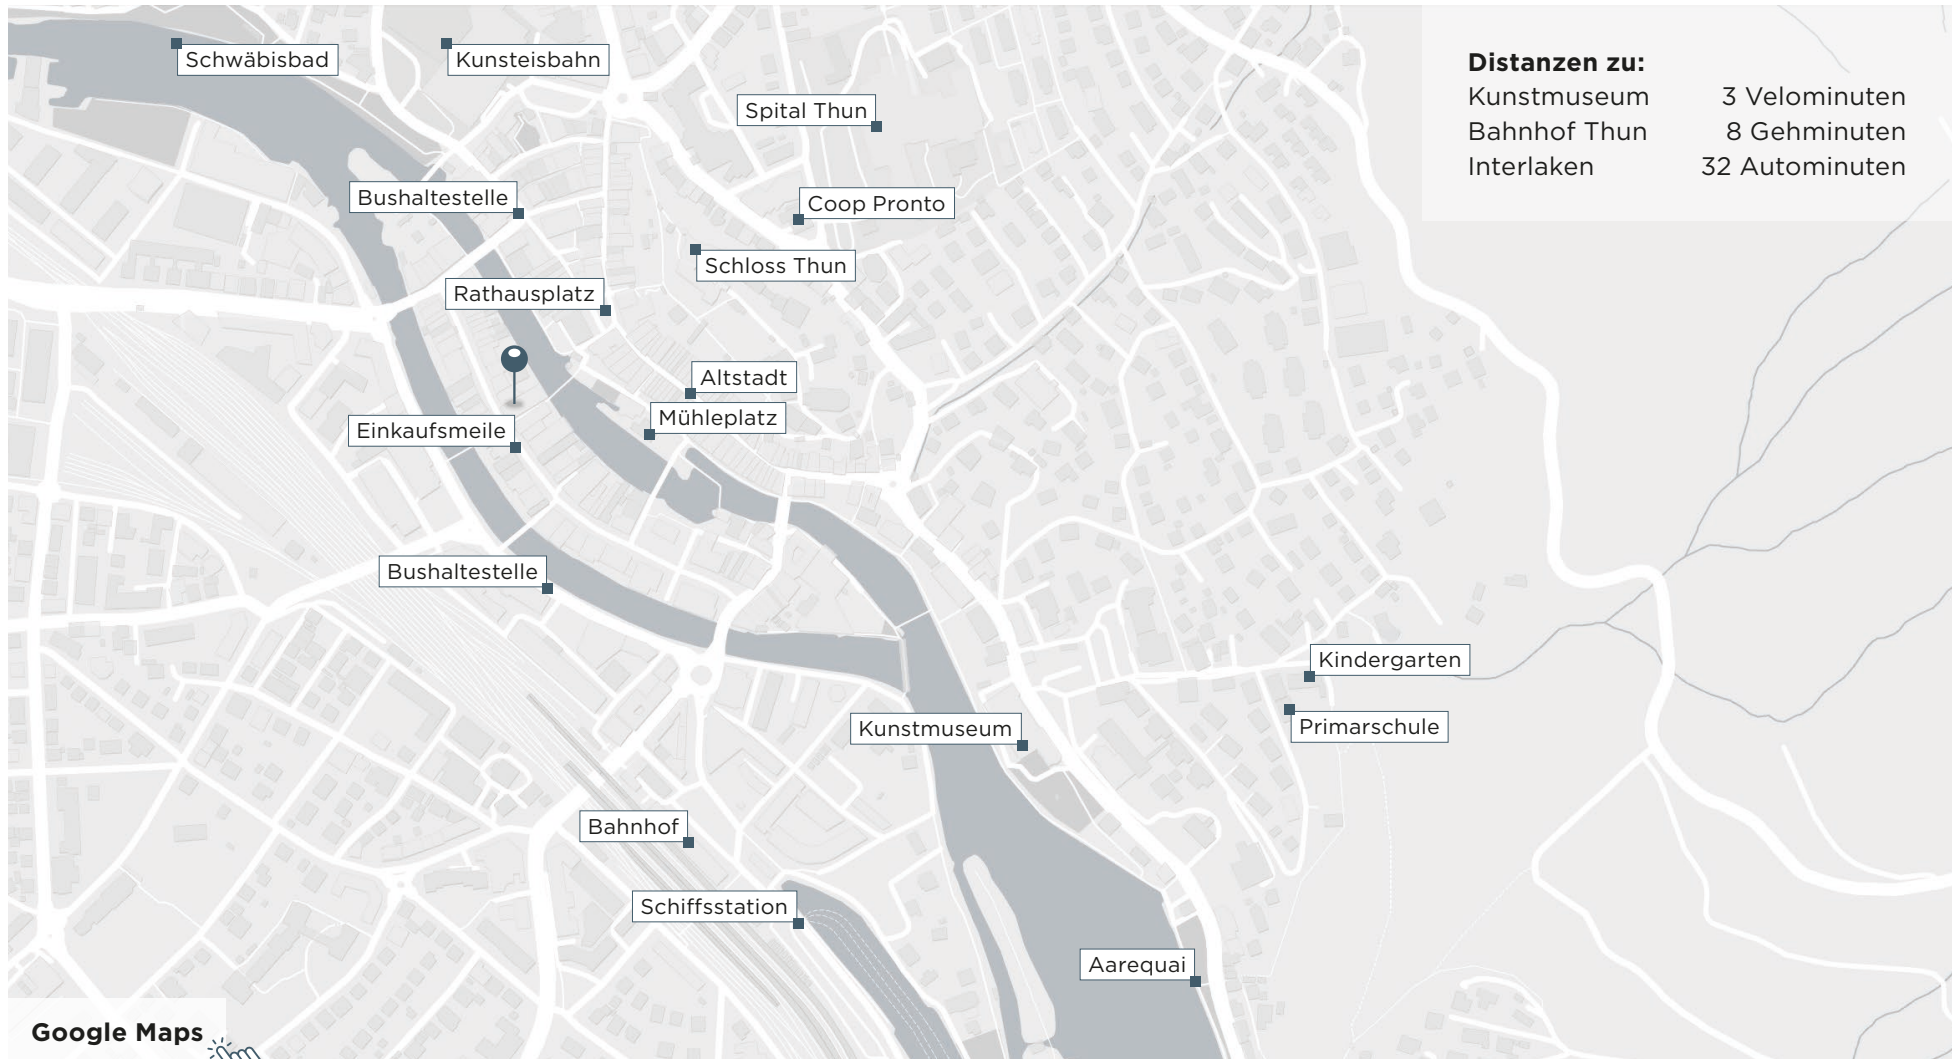 Schwäbisbad
Kunsteisbahn
Distanzen zu:
Kunstmuseum 3 Velominuten
Bahnhof Thun 8 Gehminuten
Interlaken 32 Autominuten
Spital Thun
Bushaltestelle
Coop Pronto
Schloss Thun
Rathausplatz
Altstadt
Mühleplatz
Einkaufsmeile
Bushaltestelle
Kindergarten
Primarschule
Kunstmuseum
Bahnhof
Schiffsstation
Aarequai
Google Maps